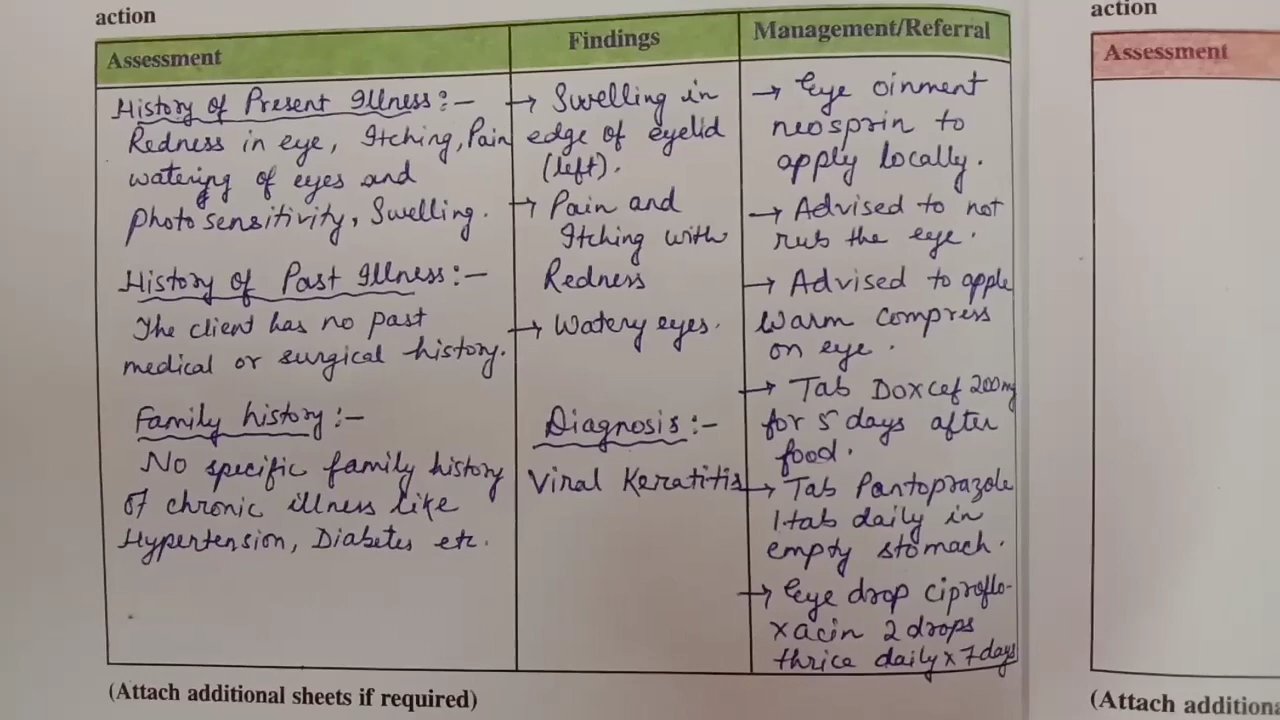 action
Assessment
History of Present Illness:-
Redness in eye, Itching, Pain
watering of eyes and
photosensitivity, Swelling.
History of Past Illness:-
The client has no past
medical or surgical history.
Family history:-
No specific family history
of chronic illness like
Hypertension, Diabetes etc.
Findings
→ Swelling in
edge of eyelid
(left).
→ Pain and
Itching with
Redness
→ Watery eyes.
Diagnosis:-
Viral Keratitis
Management/Referral
→ Eye oinment
neosprin to
apply locally.
→ Advised to not
rub the eye.
→ Advised to apple
warm compress
on eye.
→ Tab Doxcef 200mg
for 5 days after
food.
→ Tab Pantoprazole
1 tab daily in
empty stomach.
→ Eye drop ciproflo-
xacin 2 drops
thrice daily x 7 days
(Attach additional sheets if required)
action
Assessment
(Attach additiona